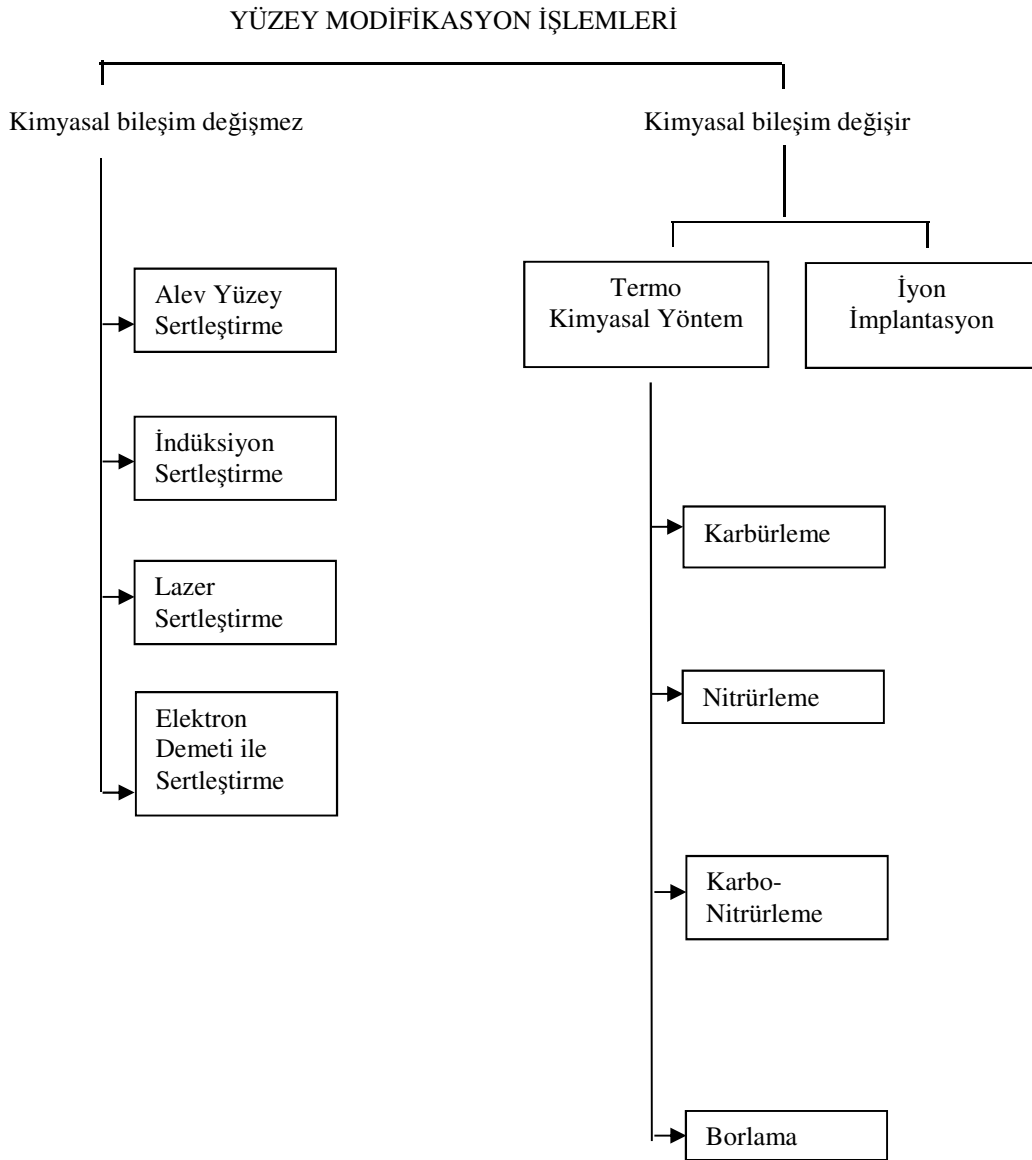 YÜZEY MODİFİKASYON İŞLEMLERİ
Kimyasal bileşim değişmez
Kimyasal bileşim değişir
Alev Yüzey
Sertleştirme
İndüksiyon
Sertleştirme
Lazer
Sertleştirme
Elektron
Demeti ile
Sertleştirme
Termo
Kimyasal Yöntem
İyon
İmplantasyon
Karbürleme
Nitrürleme
Karbo-
Nitrürleme
Borlama